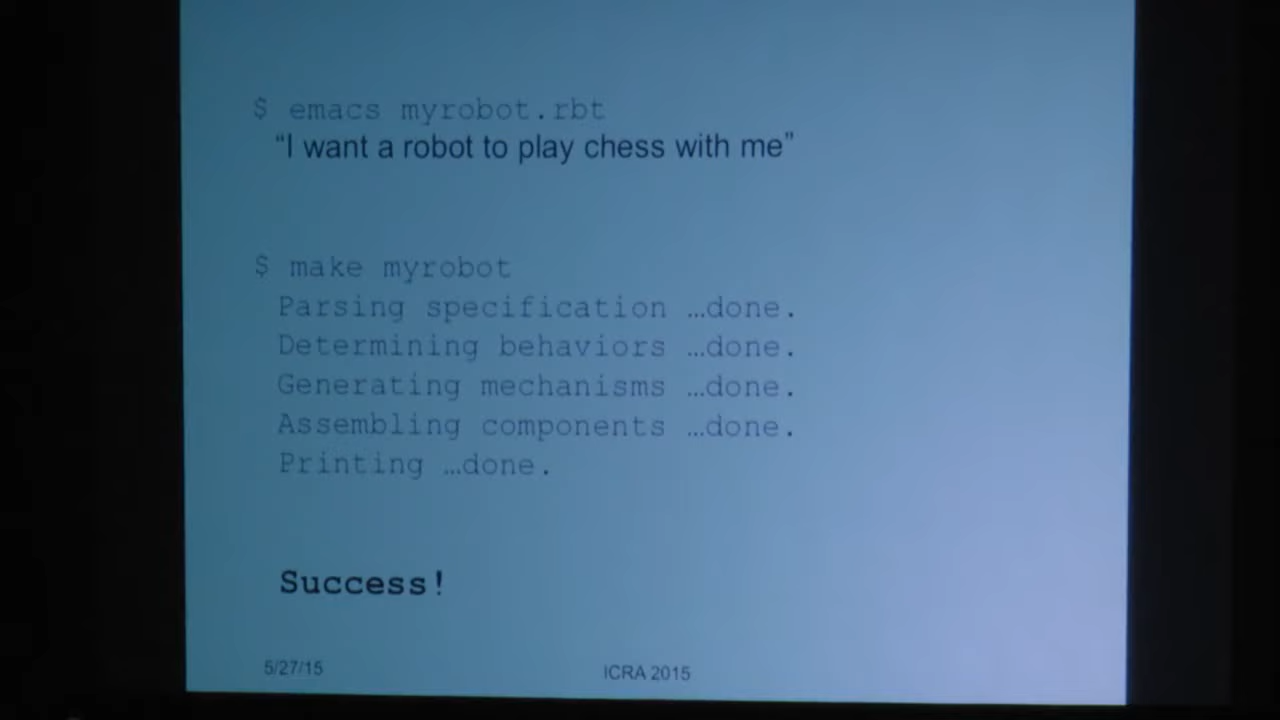 $ emacs myrobot.rbt
“I want a robot to play chess with me”
$ make myrobot
Parsing specification …done.
Determining behaviors …done.
Generating mechanisms …done.
Assembling components …done.
Printing …done.
Success!
5/27/15
ICRA 2015